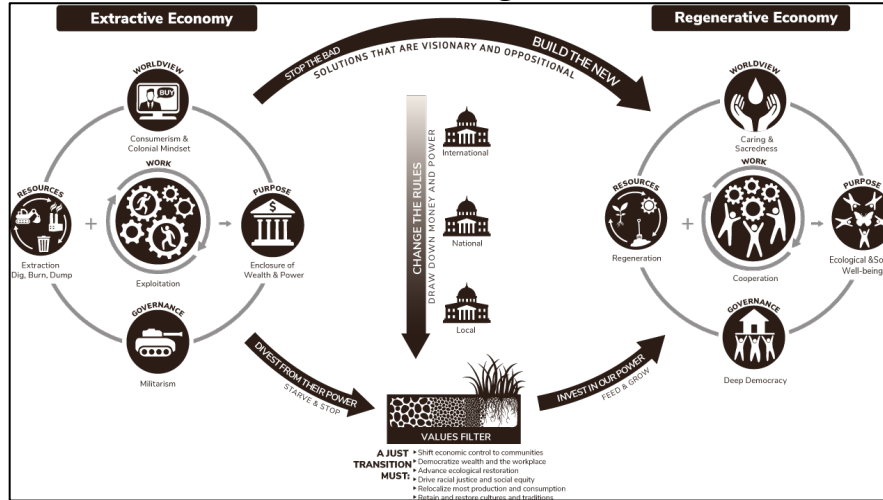 Extractive Economy
WORLDVIEW
BUY
Consumerism &
Colonial Mindset
RESOURCES
Extraction
Dig, Burn, Dump
+
WORK
Exploitation
PURPOSE
$
Enclosure of
Wealth & Power
GOVERNANCE
Militarism
STOP THE BAD
BUILD THE NEW
SOLUTIONS THAT ARE VISIONARY AND OPPOSITIONAL
CHANGE THE RULES
DRAW DOWN MONEY AND POWER
International
National
Local
DIVEST FROM THEIR POWER
STARVE & STOP
INVEST IN OUR POWER
FEED & GROW
VALUES FILTER
A JUST
TRANSITION
MUST:
Shift economic control to communities
Democratize wealth and the workplace
Advance ecological restoration
Drive racial justice and social equity
Relocalize most production and consumption
Retain and restore cultures and traditions
Regenerative Economy
WORLDVIEW
Caring &
Sacredness
RESOURCES
Regeneration
+
WORK
Cooperation
PURPOSE
Ecological &So
Well-being
GOVERNANCE
Deep Democracy